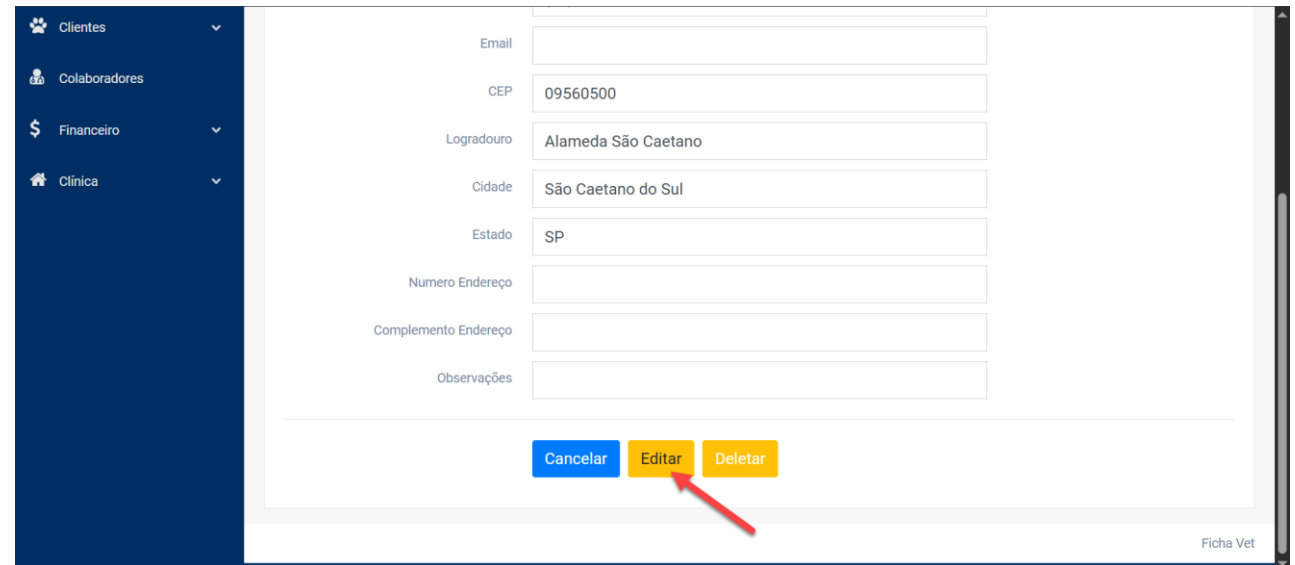 Clientes
Colaboradores
Financeiro
Clínica
Email
CEP 09560500
Logradouro Alameda São Caetano
Cidade São Caetano do Sul
Estado SP
Numero Endereço
Complemento Endereço
Observações
Cancelar Editar Deletar
Ficha Vet